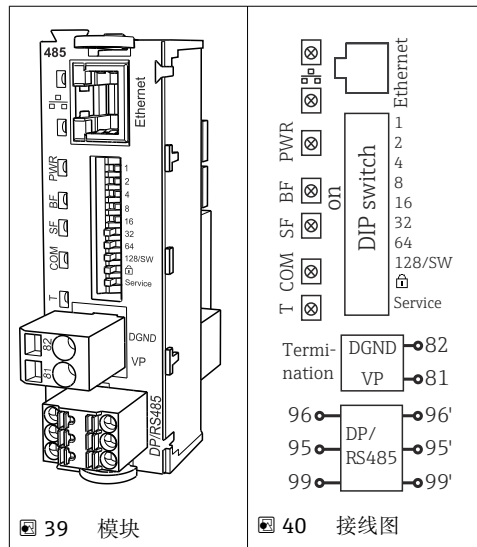 485
Ethernet
PWR
BF
SF
COM
T
1
2
4
8
16
32
64
128/SW
Service
82
81
DGND
VP
DP/RS485
39 模块
Ethernet
PWR
BF
SF
COM
T
on
DIP switch
1
2
4
8
16
32
64
128/SW
Service
Termi-
nation
DGND
VP
82
81
96
95
99
DP/
RS485
96'
95'
99'
40 接线图